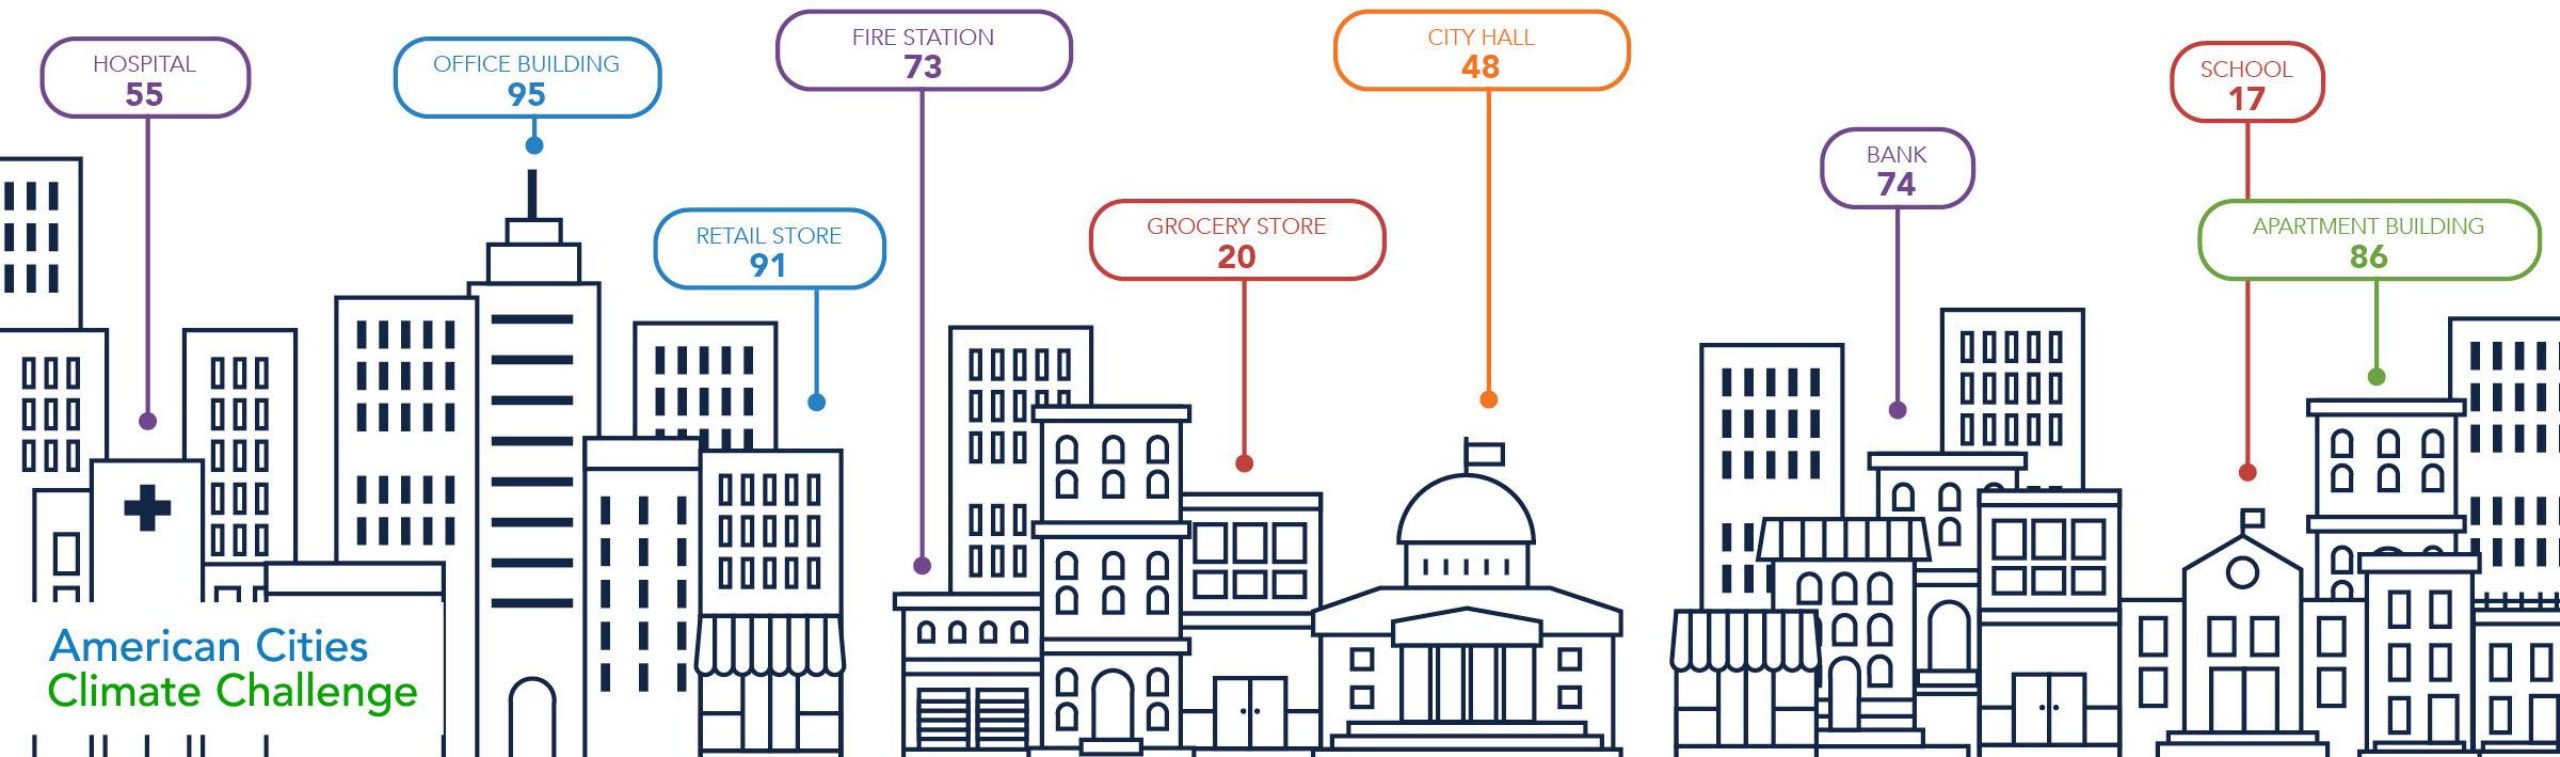 HOSPITAL
55
OFFICE BUILDING
95
RETAIL STORE
91
FIRE STATION
73
GROCERY STORE
20
CITY HALL
48
BANK
74
SCHOOL
17
APARTMENT BUILDING
86
American Cities
Climate Challenge